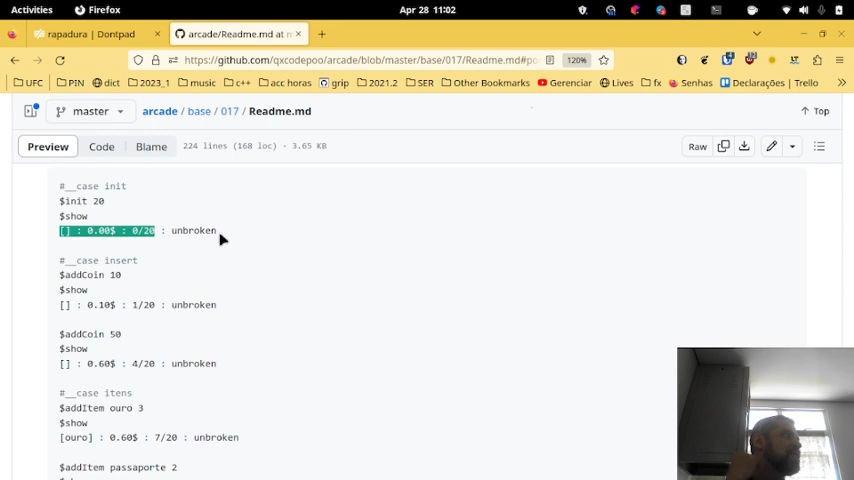 Activities
Firefox
Apr 28 11:02
rapadura | Dontpad
arcade/Readme.md at m
https://github.com/qxcodepoo/arcade/blob/master/base/017/Readme.md#po
120%
UFC
PIN
dict
2023_1
music
c++
acc horas
grip
2021.2
SER
Other Bookmarks
Gerenciar
Lives
fx
Senhas
Declarações | Trello
master
arcade / base / 017 / Readme.md
Top
Preview
Code
Blame
224 lines (168 loc) · 3.65 KB
Raw
#__case init
$init 20
$show
[] : 0.00$ : 0/20 : unbroken
#__case insert
$addCoin 10
$show
[] : 0.10$ : 1/20 : unbroken
$addCoin 50
$show
[] : 0.60$ : 4/20 : unbroken
#__case itens
$addItem ouro 3
$show
[ouro] : 0.60$ : 7/20 : unbroken
$addItem passaporte 2